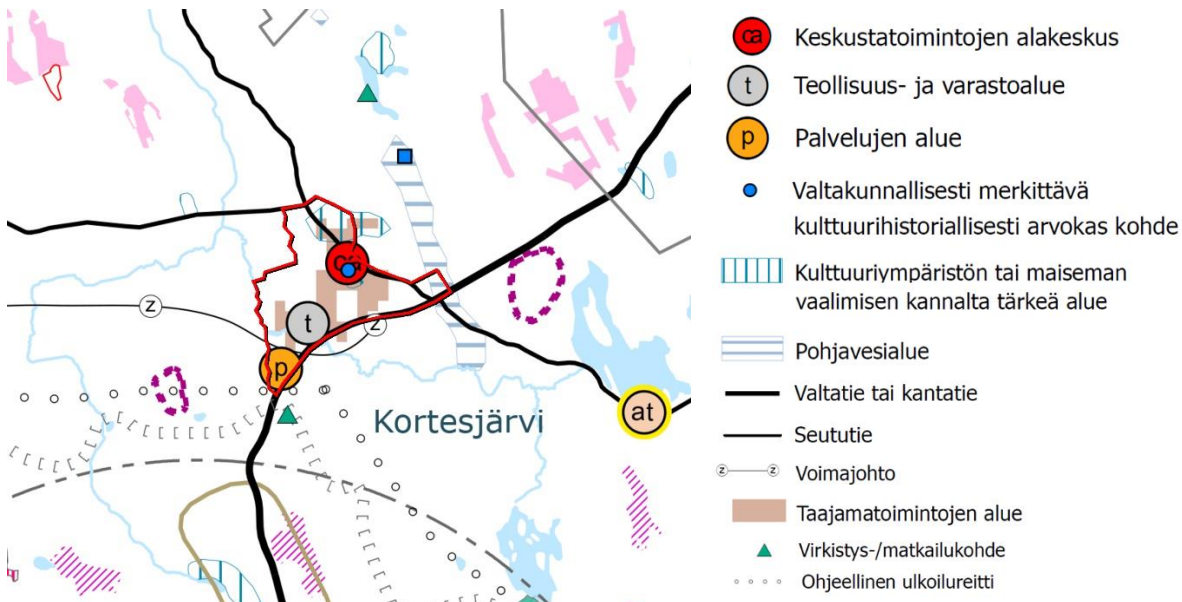 ca
t
z
z
p
Kortesjärvi
at
ca Keskustatoimintojen alakeskus
t Teollisuus- ja varastoalue
p Palvelujen alue
Valtakunnallisesti merkittävä
kulttuurihistoriallisesti arvokas kohde
Kulttuuriympäristön tai maiseman
vaalimisen kannalta tärkeä alue
Pohjavesialue
Valtatie tai kantatie
Seututie
z z Voimajohto
Taajamatoimintojen alue
Virkistys-/matkailukohde
Ohjeellinen ulkoilureitti